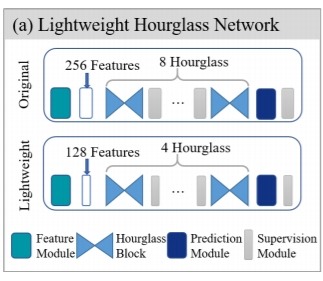 (a) Lightweight Hourglass Network
Original
256 Features
8 Hourglass
...
Lightweight
128 Features
4 Hourglass
...
Feature Module
Hourglass Block
Prediction Module
Supervision Module